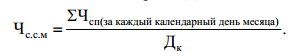 Ч с.с.м = ΣЧ сп(за каждый календарный день месяца) / Д к .